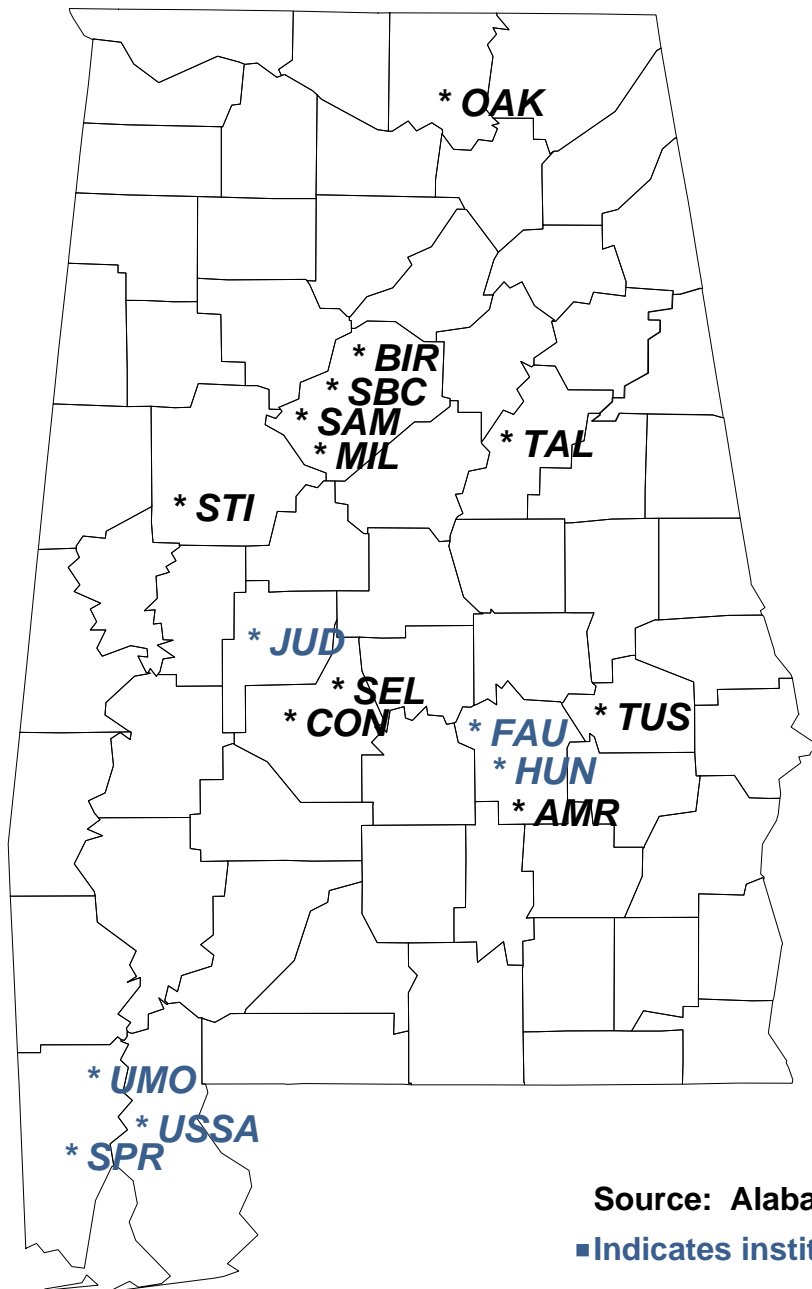 * OAK
* BIR
* SBC
* SAM
* MIL
* TAL
* STI
* JUD
* SEL
* CON
* TUS
* FAU
* HUN
* AMR
* UMO
* USSA
* SPR
Source: Alaba
▪Indicates instit